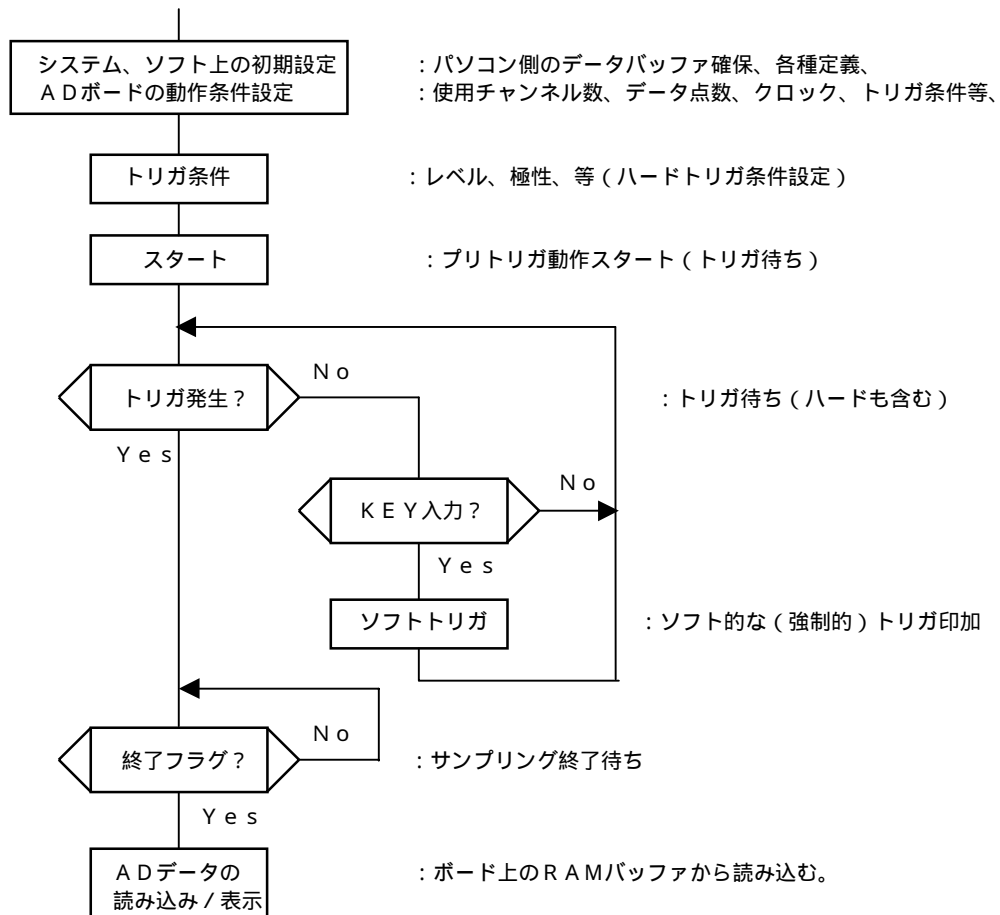 システム、ソフト上の初期設定
ＡＤボードの動作条件設定
：パソコン側のデータバッファ確保、各種定義、
：使用チャンネル数、データ点数、クロック、トリガ条件等、
トリガ条件
：レベル、極性、等（ハードトリガ条件設定）
スタート
：プリトリガ動作スタート（トリガ待ち）
トリガ発生？
Ｎｏ
：トリガ待ち（ハードも含む）
Ｙｅｓ
ＫＥＹ入力？
Ｎｏ
Ｙｅｓ
ソフトトリガ
：ソフト的な（強制的）トリガ印加
終了フラグ？
Ｎｏ
：サンプリング終了待ち
Ｙｅｓ
ＡＤデータの
読み込み／表示
：ボード上のＲＡＭバッファから読み込む。